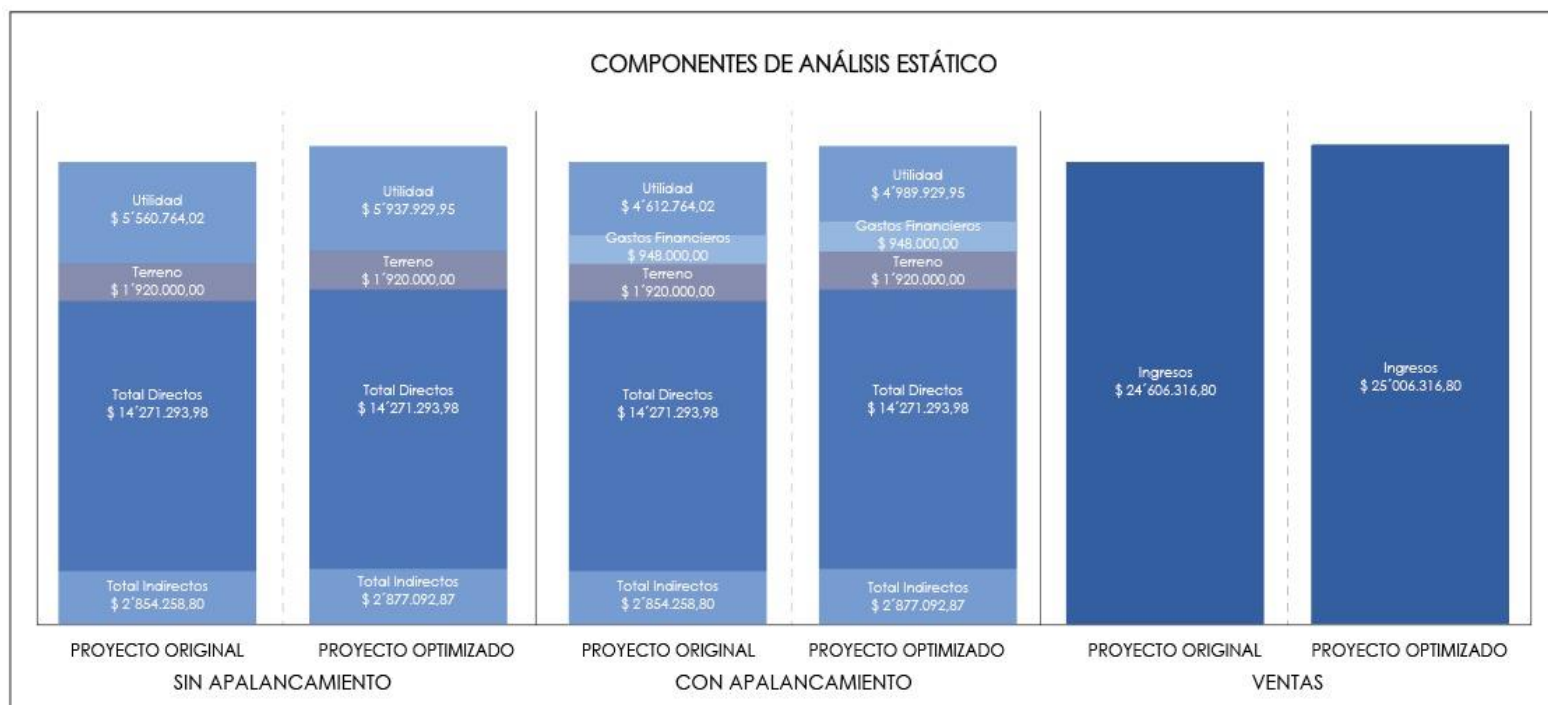 COMPONENTES DE ANÁLISIS ESTÁTICO
Utilidad
$ 5´560.764,02
Terreno
$ 1´920.000,00
Total Directos
$ 14´271.293,98
Total Indirectos
$ 2´854.258,80
Utilidad
$ 5´937.929,95
Terreno
$ 1´920.000,00
Total Directos
$ 14´271.293,98
Total Indirectos
$ 2´877.092,87
Utilidad
$ 4´612.764,02
Gastos Financieros
$ 948.000,00
Terreno
$ 1´920.000,00
Total Directos
$ 14´271.293,98
Total Indirectos
$ 2´854.258,80
Utilidad
$ 4´989.929,95
Gastos Financieros
$ 948.000,00
Terreno
$ 1´920.000,00
Total Directos
$ 14´271.293,98
Total Indirectos
$ 2´877.092,87
Ingresos
$ 24´606.316,80
Ingresos
$ 25´006.316,80
PROYECTO ORIGINAL
PROYECTO OPTIMIZADO
PROYECTO ORIGINAL
PROYECTO OPTIMIZADO
PROYECTO ORIGINAL
PROYECTO OPTIMIZADO
SIN APALANCAMIENTO
CON APALANCAMIENTO
VENTAS